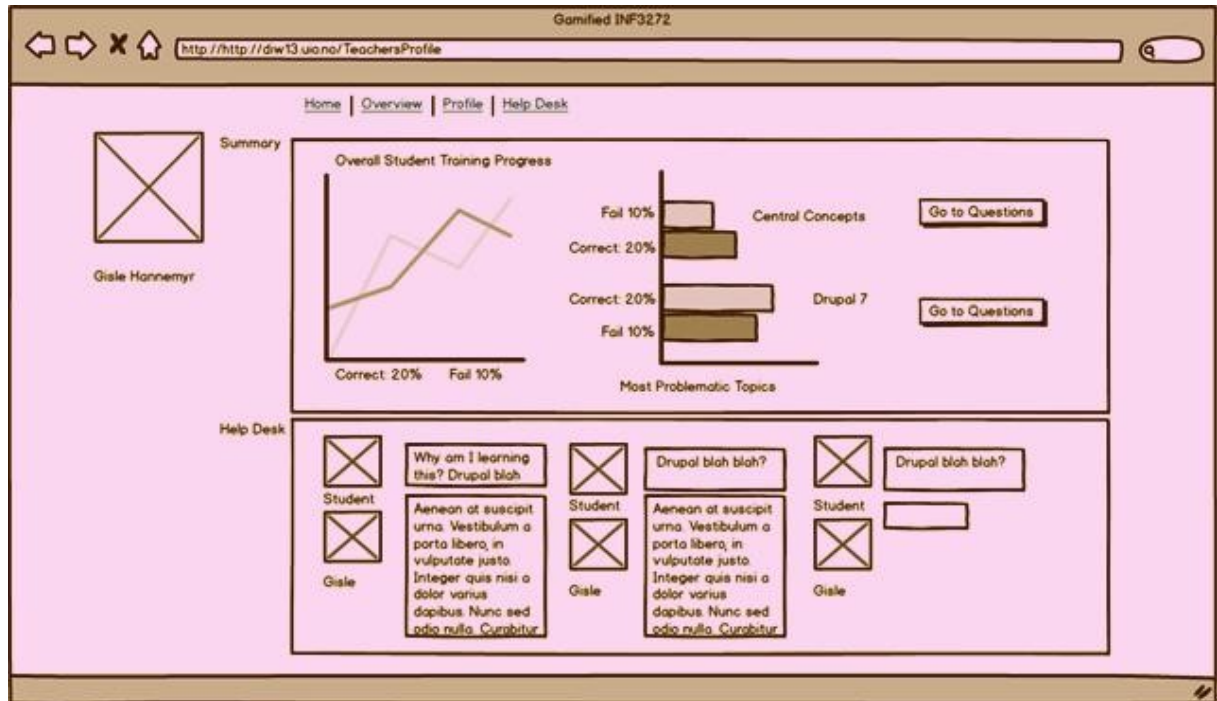 Gamified INF3272
http://http://diw13.uio.no/TeachersProfile
Home | Overview | Profile | Help Desk
Gisle Hannemyr
Summary
Overall Student Training Progress
Correct: 20% Fail 10%
Fail 10%
Correct: 20%
Central Concepts
Go to Questions
Correct: 20%
Fail 10%
Drupal 7
Go to Questions
Most Problematic Topics
Help Desk
Student
Why am I learning
this? Drupal blah
Gisle
Aenean at suscipit
urna. Vestibulum a
porta libero, in
vulputate justo.
Integer quis nisi a
dolor varius
dapibus. Nunc sed
odio nulla. Curabitur
Student
Drupal blah blah?
Gisle
Aenean at suscipit
urna. Vestibulum a
porta libero, in
vulputate justo.
Integer quis nisi a
dolor varius
dapibus. Nunc sed
odio nulla. Curabitur
Student
Drupal blah blah?
Gisle